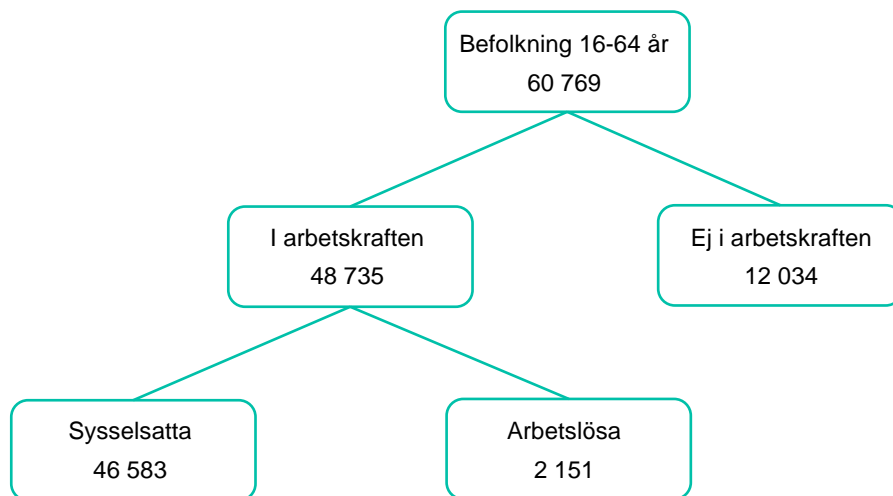 Befolkning 16-64 år
60 769
I arbetskraften
48 735
Ej i arbetskraften
12 034
Sysselsatta
46 583
Arbetslösa
2 151